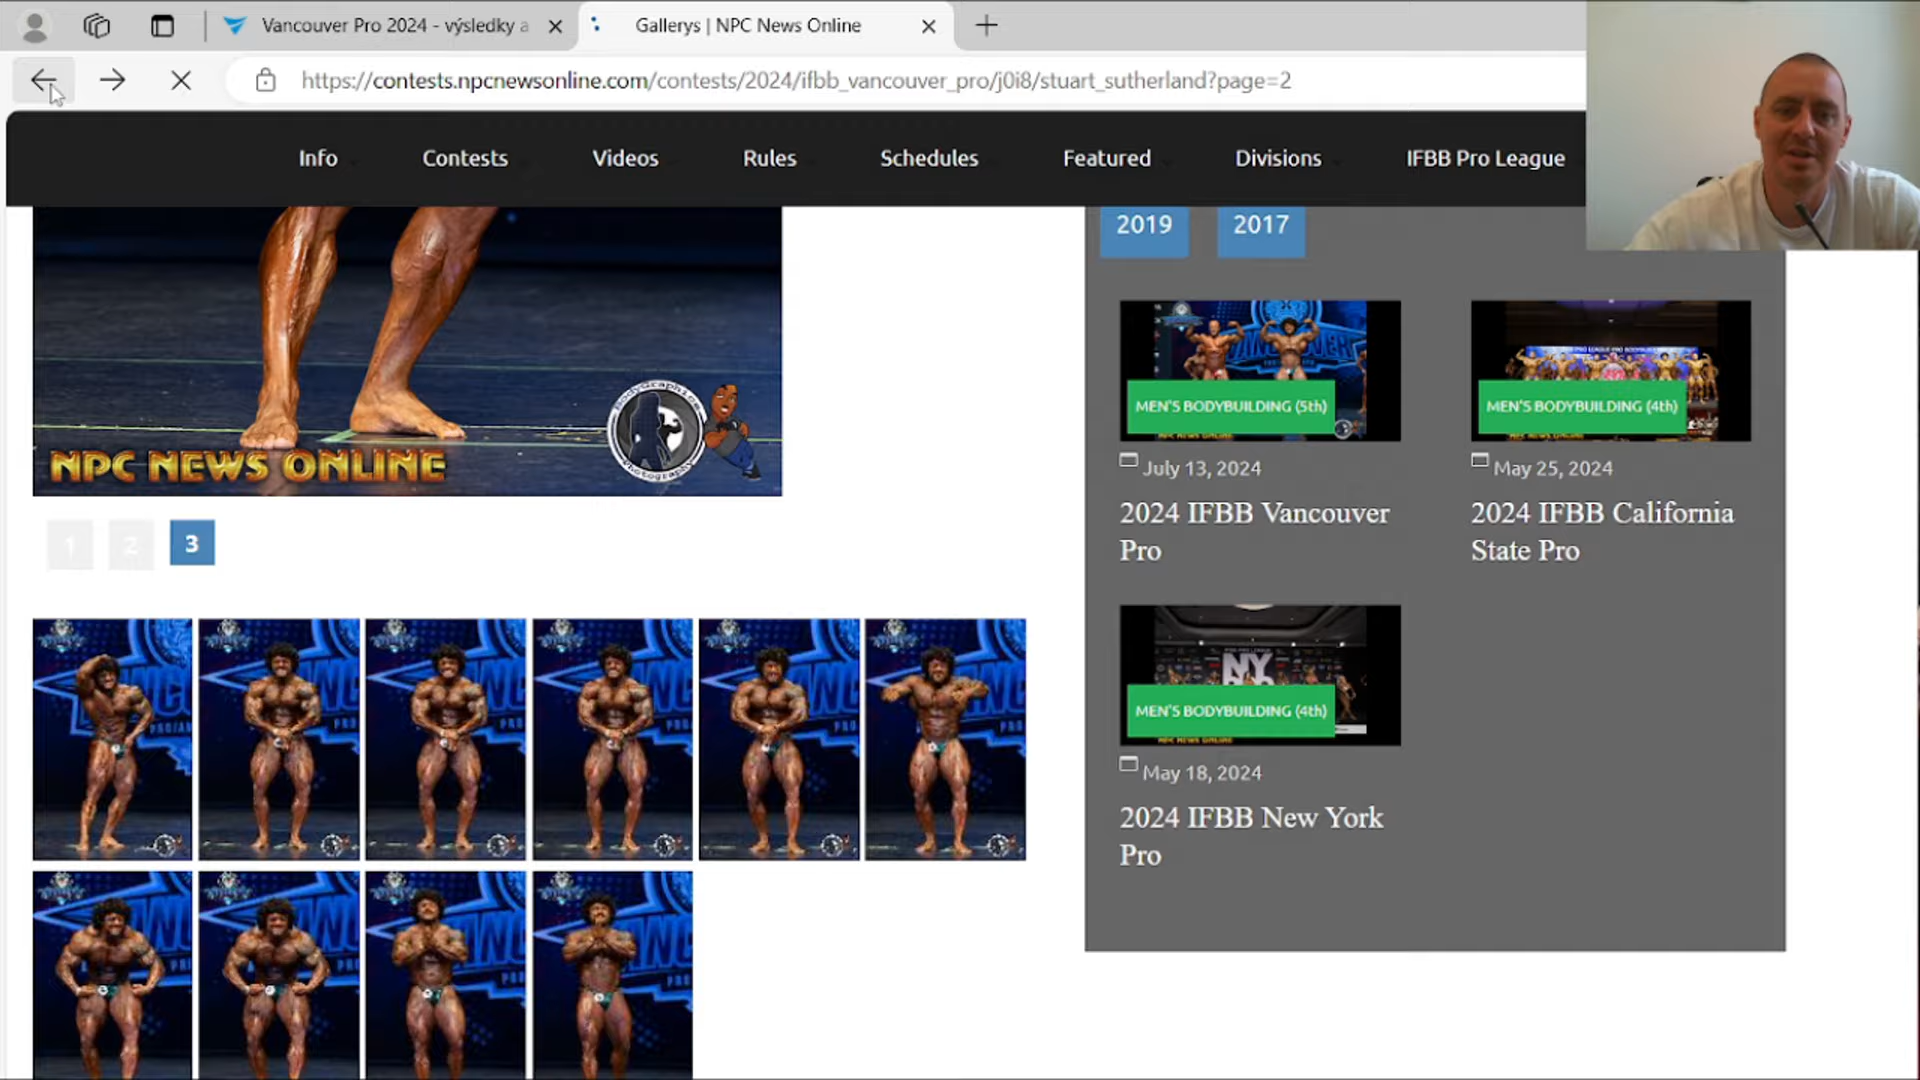 Vancouver Pro 2024 - výsledky a
Gallerys | NPC News Online
https://contests.npcnewsonline.com/contests/2024/ifbb_vancouver_pro/j0i8/stuart_sutherland?page=2
Info
Contests
Videos
Rules
Schedules
Featured
Divisions
IFBB Pro League
2019
2017
MEN'S BODYBUILDING (5th)
MEN'S BODYBUILDING (4th)
July 13, 2024
May 25, 2024
2024 IFBB Vancouver
Pro
2024 IFBB California
State Pro
NPC NEWS ONLINE
1
2
3
MEN'S BODYBUILDING (4th)
May 18, 2024
2024 IFBB New York
Pro